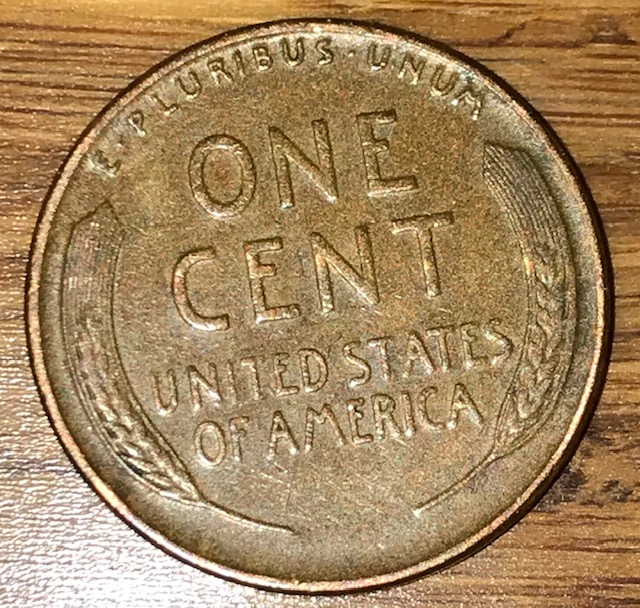 E·PLURIBUS·UNUM
ONE
CENT
UNITED STATES
OF AMERICA